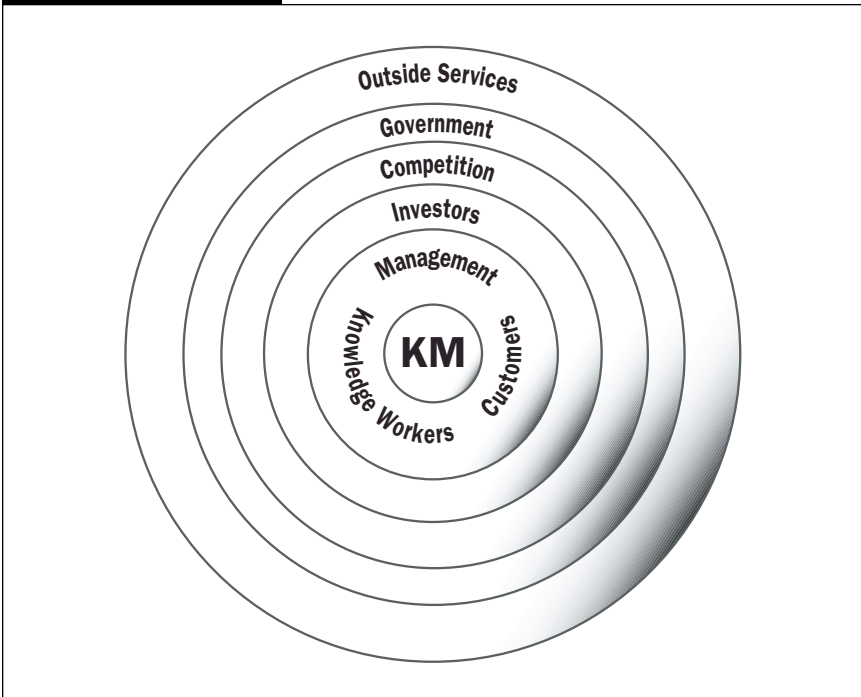 Outside Services
Government
Competition
Investors
Management
Knowledge Workers
Customers
KM